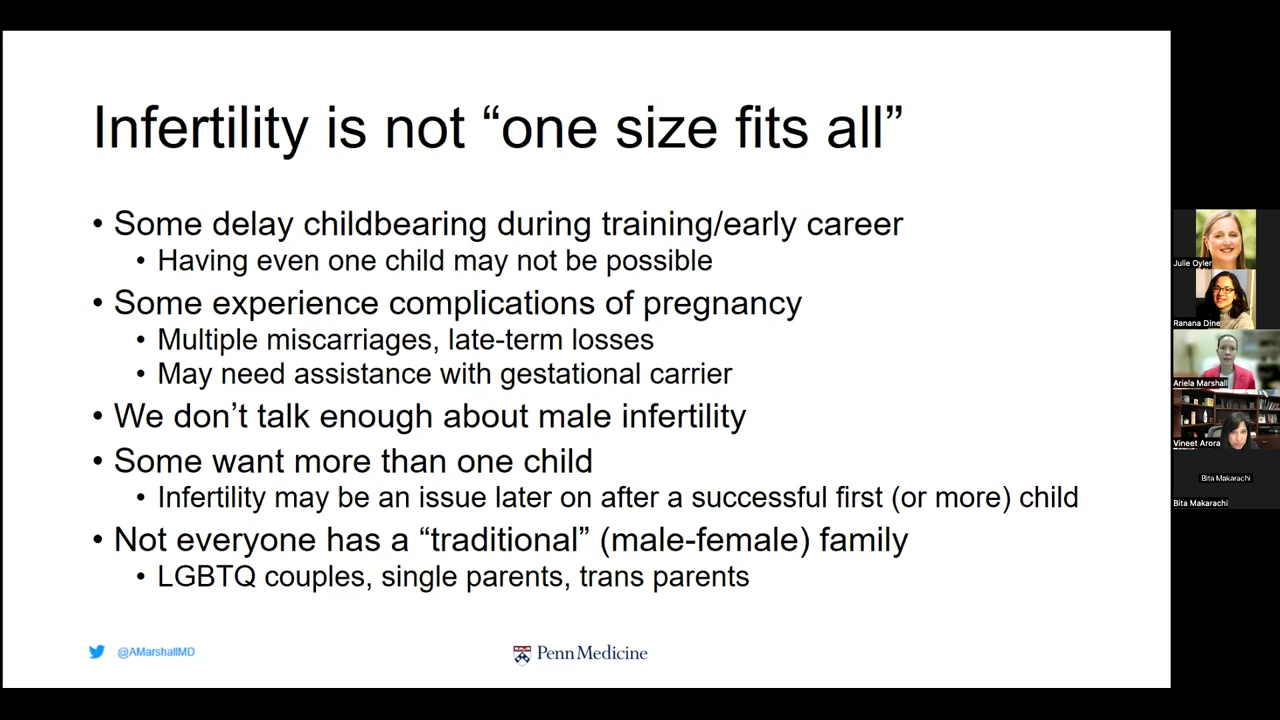 Infertility is not “one size fits all”
• Some delay childbearing during training/early career
• Having even one child may not be possible
• Some experience complications of pregnancy
• Multiple miscarriages, late-term losses
• May need assistance with gestational carrier
• We don’t talk enough about male infertility
• Some want more than one child
• Infertility may be an issue later on after a successful first (or more) child
• Not everyone has a “traditional” (male-female) family
• LGBTQ couples, single parents, trans parents
@AMarshallMD
Penn Medicine
Julie Oyler
Ranana Dine
Ariela Marshall
Vineet Arora
Bita Makarachi
Bita Makarachi